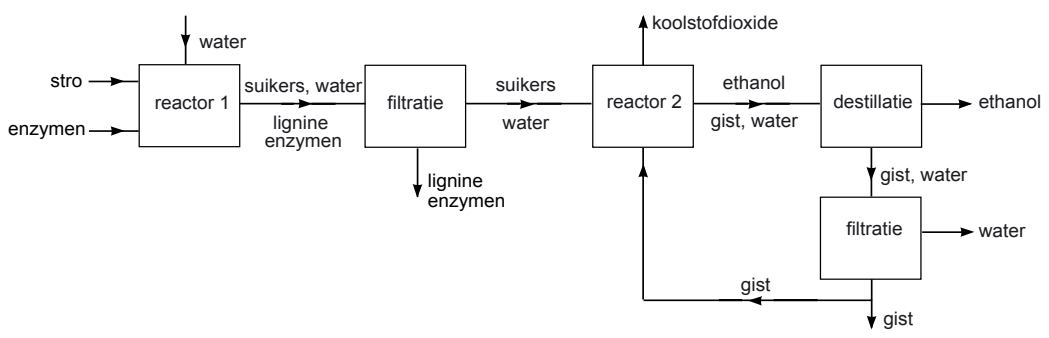 water
stro
enzymen
reactor 1
suikers, water
lignine
enzymen
filtratie
lignine
enzymen
suikers
water
koolstofdioxide
reactor 2
ethanol
gist, water
destillatie
ethanol
gist, water
filtratie
water
gist
gist